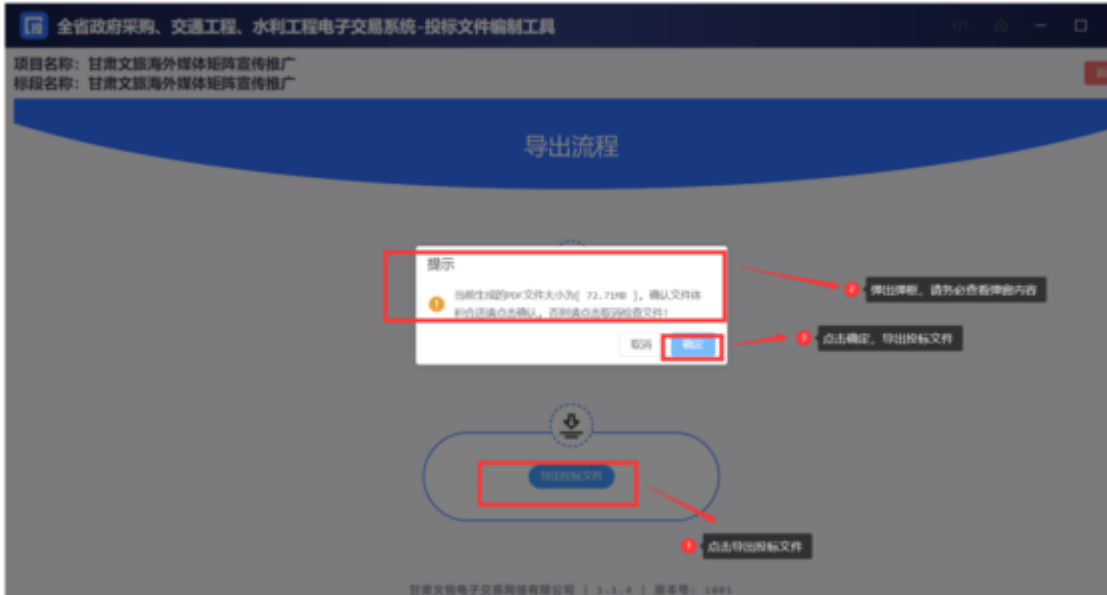 全省政府采购、交通工程、水利工程电子交易系统-投标文件编制工具
项目名称：甘肃文旅海外媒体矩阵宣传推广
标段名称：甘肃文旅海外媒体矩阵宣传推广
导出流程
提示
当前生成的PDF文件大小为[ 72.71MB ]，确认文件体
积合适请点击确认，否则请点击取消检查文件！
2 弹出弹框，请务必查看弹窗内容
取消 确定
3 点击确定，导出投标文件
导出投标文件
1 点击导出投标文件
甘肃文旅电子交易网络有限公司 | 1.1.4 | 版本号：1001